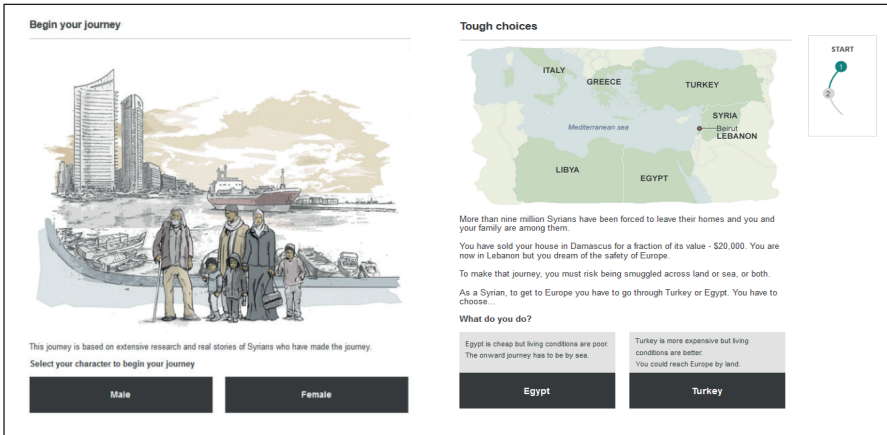 Begin your journey
This journey is based on extensive research and real stories of Syrians who have made the journey.
Select your character to begin your journey
Male
Female
Tough choices
ITALY
GREECE
TURKEY
SYRIA
Mediterranean sea
Beirut
LEBANON
LIBYA
EGYPT
More than nine million Syrians have been forced to leave their homes and you and
your family are among them.
You have sold your house in Damascus for a fraction of its value - $20,000. You are
now in Lebanon but you dream of the safety of Europe.
To make that journey, you must risk being smuggled across land or sea, or both.
As a Syrian, to get to Europe you have to go through Turkey or Egypt. You have to
choose...
What do you do?
Egypt is cheap but living conditions are poor.
The onward journey has to be by sea.
Egypt
Turkey is more expensive but living
conditions are better.
You could reach Europe by land.
Turkey
START
1
2